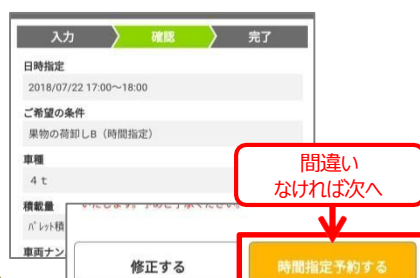 入力 確認 完了
日時指定
2018/07/22 17:00～18:00
ご希望の条件
果物の荷卸しB（時間指定）
車種
4ｔ
積載量
ﾊﾟﾚｯﾄ積
車両ナン
間違い
なければ次へ
修正する 時間指定予約する